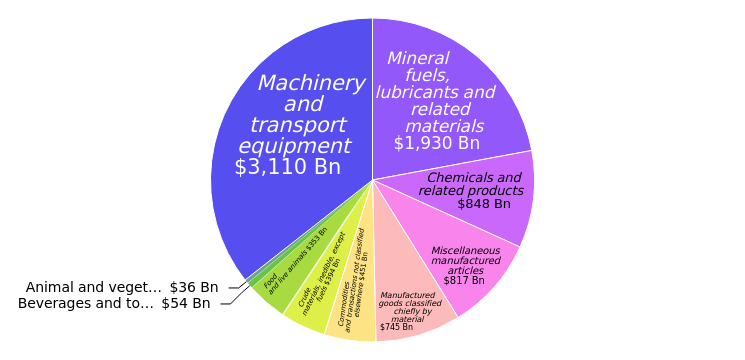 Machinery
and
transport
equipment
$3,110 Bn
Mineral
fuels,
lubricants and
related
materials
$1,930 Bn
Chemicals and
related products
$848 Bn
Miscellaneous
manufactured
articles
$817 Bn
Manufactured
goods classified
chiefly by
material
$745 Bn
Commodities
and transactions not classified
elsewhere $451 Bn
Crude
materials, inedible, except
fuels $394 Bn
Food
and live animals $353 Bn
Animal and veget… $36 Bn
Beverages and to… $54 Bn